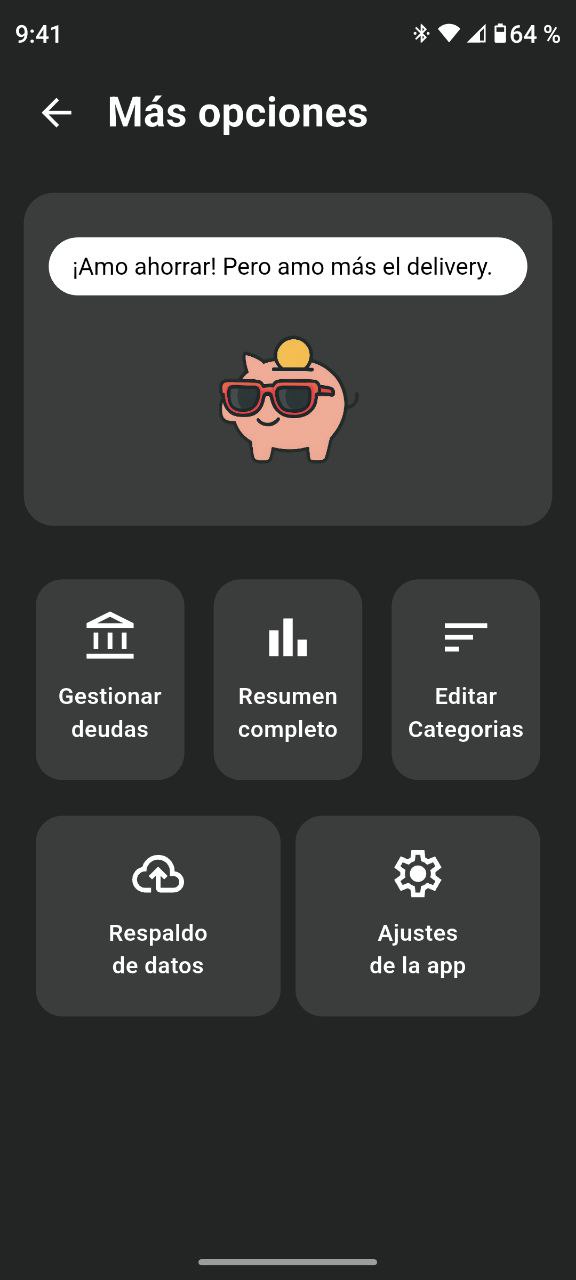 9:41
64 %
Más opciones
¡Amo ahorrar! Pero amo más el delivery.
Gestionar
deudas
Resumen
completo
Editar
Categorias
Respaldo
de datos
Ajustes
de la app